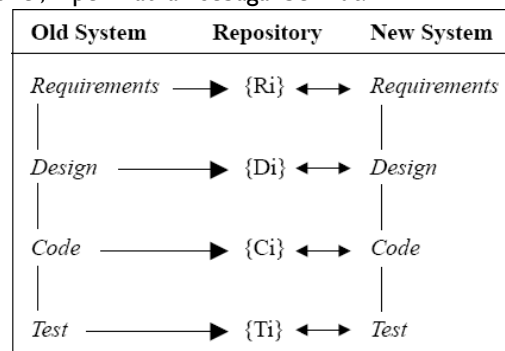 Old System Repository New System
Requirements {Ri} Requirements
Design {Di} Design
Code {Ci} Code
Test {Ti} Test